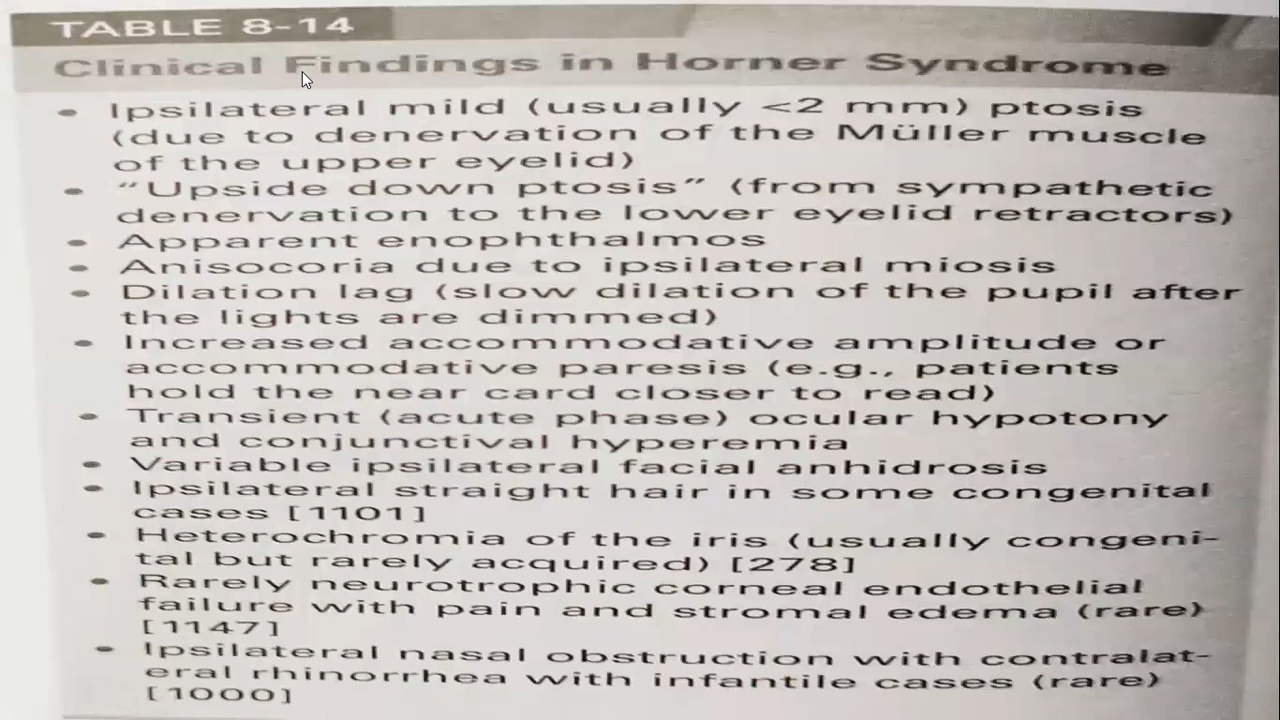 TABLE 8-14
Clinical Findings in Horner Syndrome
• Ipsilateral mild (usually <2 mm) ptosis
(due to denervation of the Müller muscle
of the upper eyelid)
• “Upside down ptosis” (from sympathetic
denervation to the lower eyelid retractors)
• Apparent enophthalmos
• Anisocoria due to ipsilateral miosis
• Dilation lag (slow dilation of the pupil after
the lights are dimmed)
• Increased accommodative amplitude or
accommodative paresis (e.g., patients
hold the near card closer to read)
• Transient (acute phase) ocular hypotony
and conjunctival hyperemia
• Variable ipsilateral facial anhidrosis
• Ipsilateral straight hair in some congenital
cases [1101]
• Heterochromia of the iris (usually congeni-
tal but rarely acquired) [278]
• Rarely neurotrophic corneal endothelial
failure with pain and stromal edema (rare)
[1147]
• Ipsilateral nasal obstruction with contralat-
eral rhinorrhea with infantile cases (rare)
[1000]